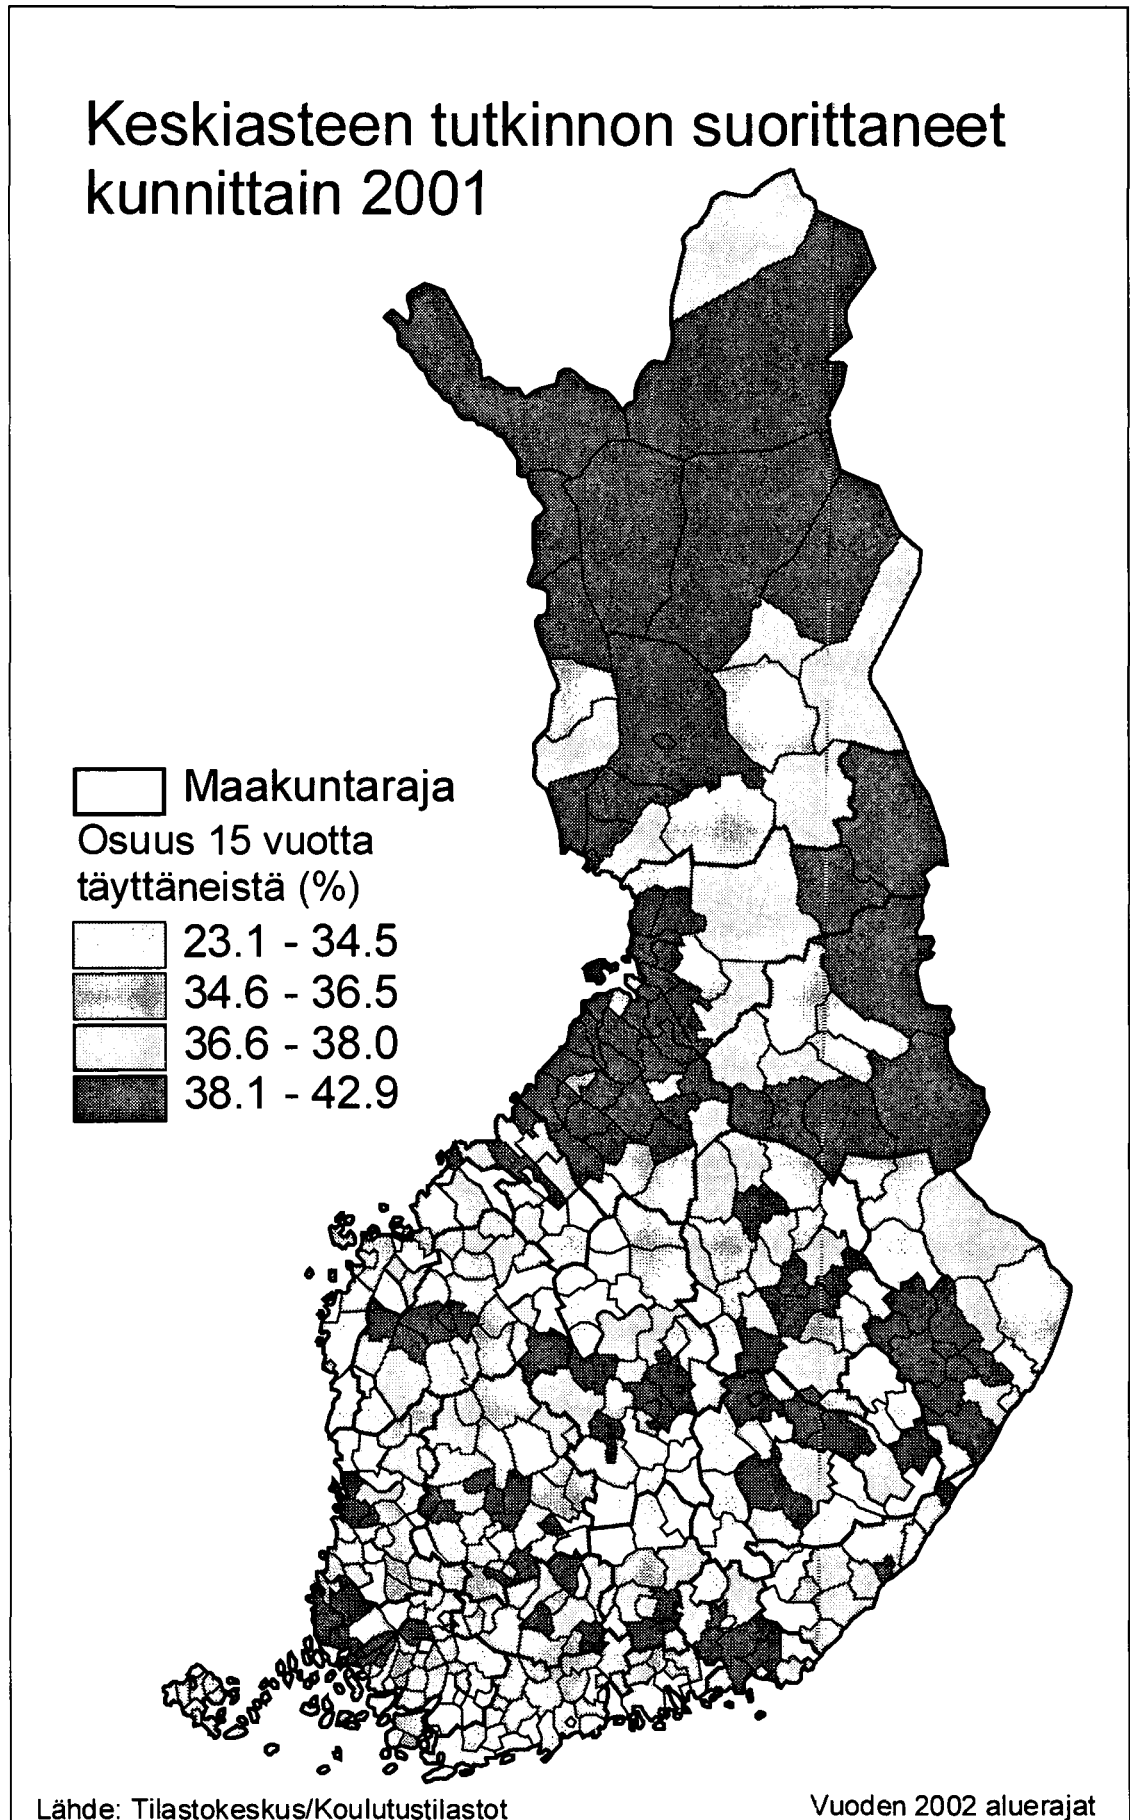 Keskiasteen tutkinnon suorittaneet
kunnittain 2001
Maakuntaraja
Osuus 15 vuotta
täyttäneistä (%)
23.1 - 34.5
34.6 - 36.5
36.6 - 38.0
38.1 - 42.9
Lähde: Tilastokeskus/Koulutustilastot
Vuoden 2002 aluerajat